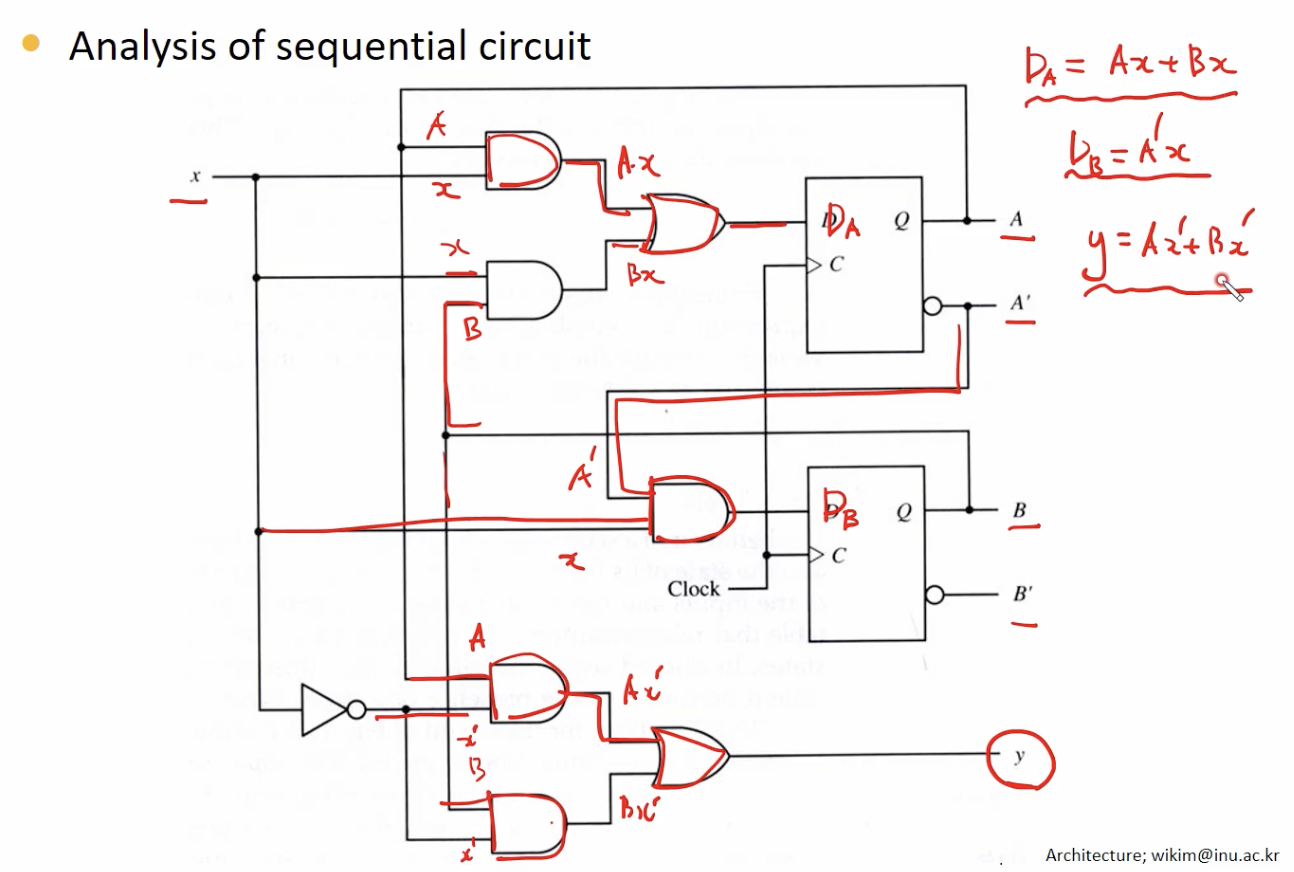 Analysis of sequential circuit
D_A = Ax + Bx
D_B = A'x
y = Ax' + Bx'
A
x
A·x
x
x
B
Bx
D_A
Q
A
C
A'
A'
x
D_B
Q
B
C
Clock
B'
A
x'
Ax'
B
x'
Bx'
y
Architecture; wikim@inu.ac.kr